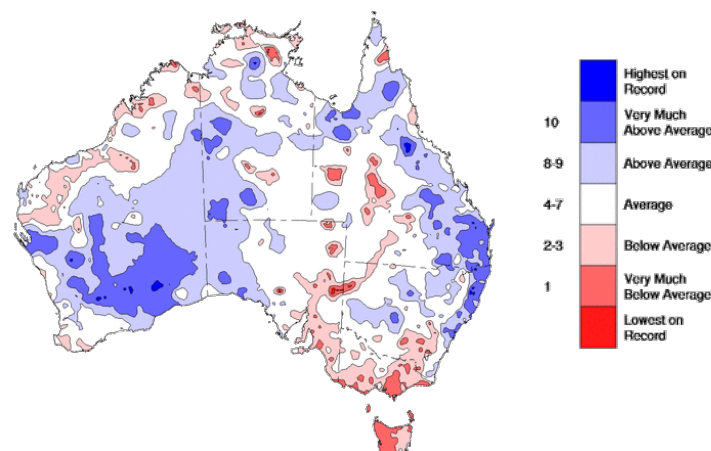 Highest on
Record
10
Very Much
Above Average
8-9
Above Average
4-7
Average
2-3
Below Average
1
Very Much
Below Average
Lowest on
Record